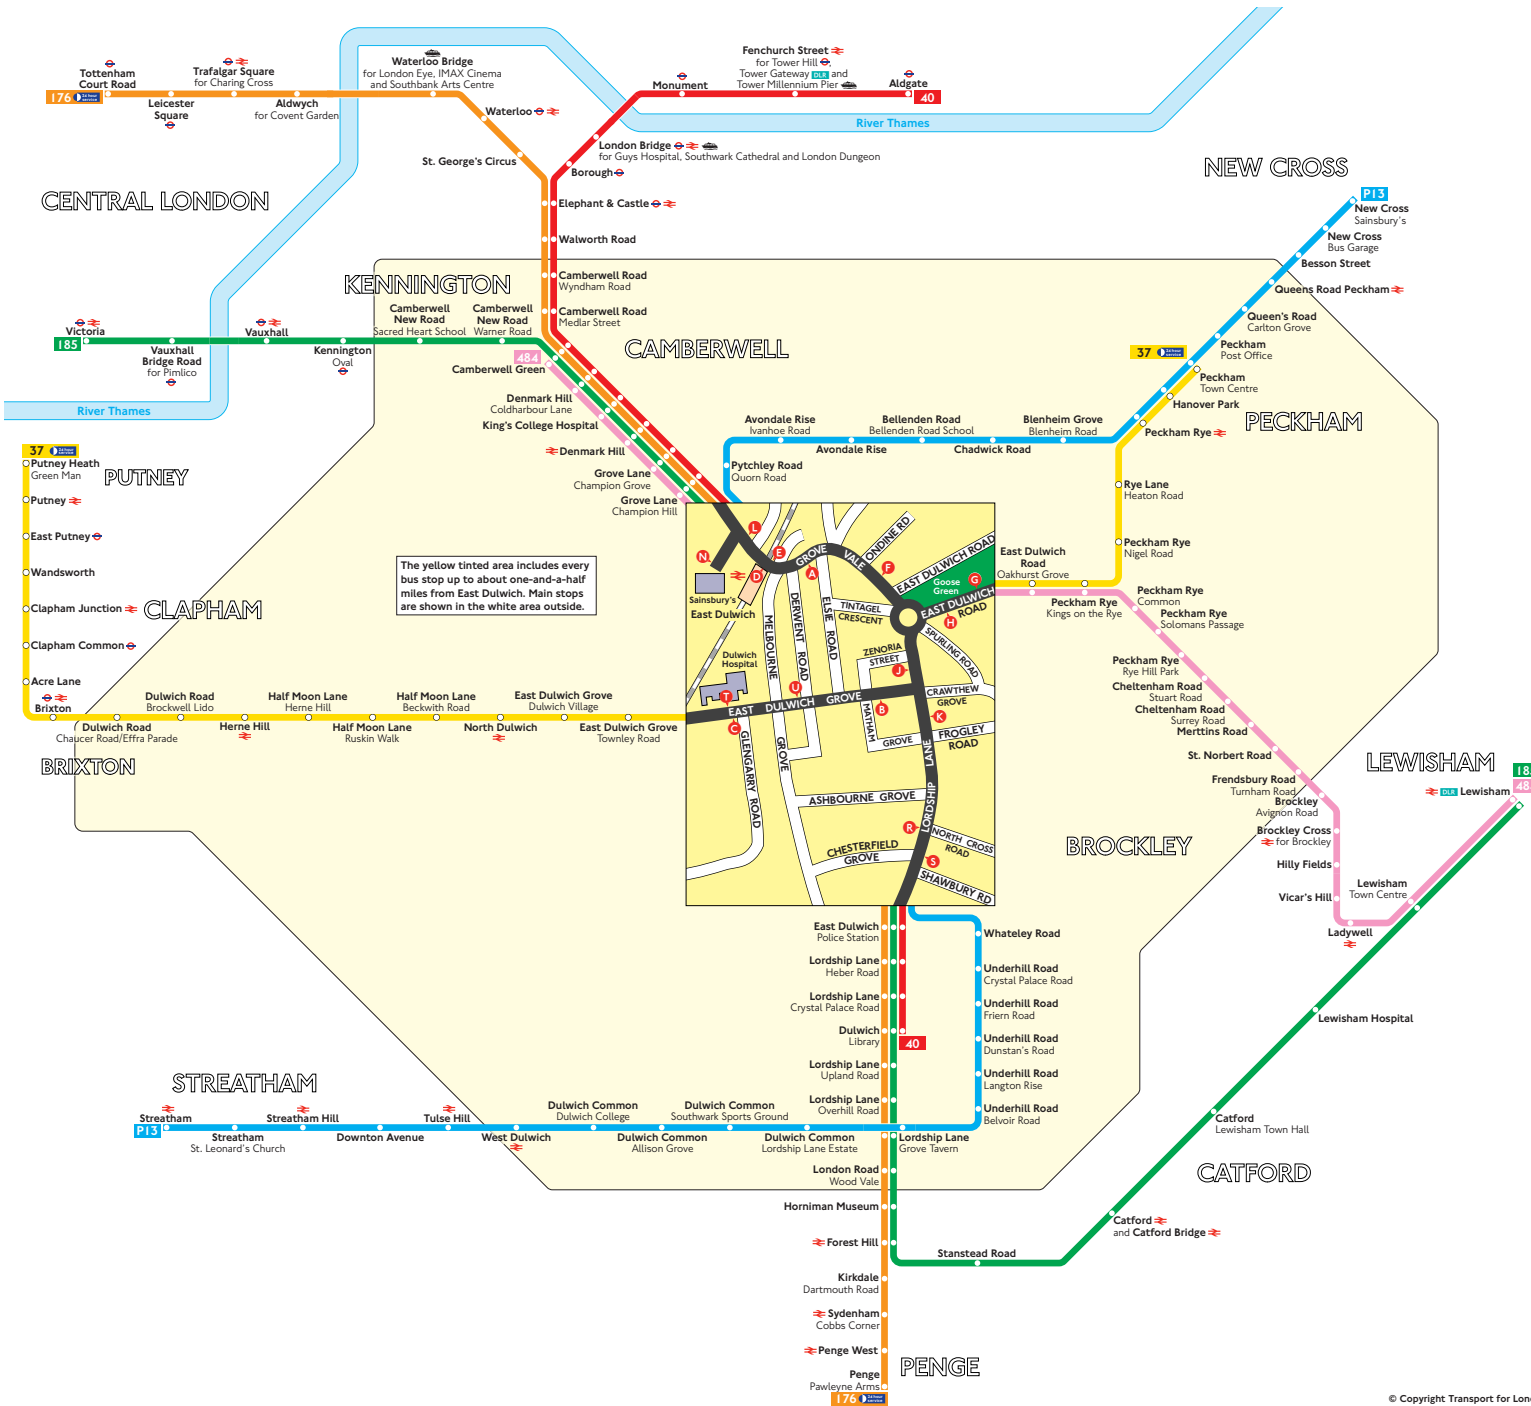 Tottenham
Court Road
176
24 hour
service
Leicester
Square
Trafalgar Square
for Charing Cross
Aldwych
for Covent Garden
Waterloo Bridge
for London Eye, IMAX Cinema
and Southbank Arts Centre
Waterloo
St. George's Circus
Fenchurch Street
for Tower Hill
Tower Gateway DLR and
Tower Millennium Pier
Monument
Aldgate
40
River Thames
London Bridge
for Guys Hospital, Southwark Cathedral and London Dungeon
Borough
CENTRAL LONDON
NEW CROSS
P13
New Cross
Sainsbury's
New Cross
Bus Garage
Besson Street
Queens Road Peckham
Queen's Road
Carlton Grove
Peckham
Post Office
37
24 hour
service
Peckham
Town Centre
Hanover Park
Peckham Rye
PECKHAM
Elephant & Castle
Walworth Road
Camberwell Road
Wyndham Road
Camberwell Road
Medlar Street
KENNINGTON
CAMBERWELL
Victoria
185
Vauxhall
Bridge Road
for Pimlico
Vauxhall
Kennington
Oval
Camberwell
New Road
Sacred Heart School
Camberwell
New Road
Warner Road
484
Camberwell Green
Denmark Hill
Coldharbour Lane
King's College Hospital
Denmark Hill
Grove Lane
Champion Grove
Grove Lane
Champion Hill
River Thames
Avondale Rise
Ivanhoe Road
Avondale Rise
Bellenden Road
Bellenden Road School
Chadwick Road
Blenheim Grove
Blenheim Road
Pytchley Road
Quorn Road
Rye Lane
Heaton Road
Peckham Rye
Nigel Road
East Dulwich
Road
Oakhurst Grove
Peckham Rye
Kings on the Rye
Peckham Rye
Common
Peckham Rye
Solomans Passage
Peckham Rye
Rye Hill Park
Cheltenham Road
Stuart Road
Cheltenham Road
Surrey Road
Merttins Road
St. Norbert Road
Frendsbury Road
Turnham Road
Brockley
Avignon Road
Brockley Cross
for Brockley
Hilly Fields
Vicar's Hill
Ladywell
Lewisham
Town Centre
LEWISHAM
18
48
DLR Lewisham
BROCKLEY
37
24 hour
service
Putney Heath
Green Man
PUTNEY
Putney
East Putney
Wandsworth
Clapham Junction
CLAPHAM
Clapham Common
Acre Lane
Brixton
BRIXTON
Dulwich Road
Chaucer Road/Effra Parade
Dulwich Road
Brockwell Lido
Herne Hill
Half Moon Lane
Herne Hill
Half Moon Lane
Ruskin Walk
Half Moon Lane
Beckwith Road
North Dulwich
East Dulwich Grove
Dulwich Village
East Dulwich Grove
Townley Road
The yellow tinted area includes every
bus stop up to about one-and-a-half
miles from East Dulwich. Main stops
are shown in the white area outside.
L
N
E
D
A
F
G
H
J
B
K
U
T
C
R
S
GROVE VALE
ONDINE RD
EAST DULWICH ROAD
Goose
Green
EAST DULWICH
ROAD
Sainsbury's
East Dulwich
Dulwich
Hospital
MELBOURNE GROVE
DERWENT ROAD
ELSIE ROAD
TINTAGEL
CRESCENT
ZENORIA
STREET
SPURLING ROAD
CRAWTHEW
GROVE
EAST DULWICH GROVE
MATHAM GROVE
FROGLEY
ROAD
GLENGARRY ROAD
LORDSHIP LANE
ASHBOURNE GROVE
CHESTERFIELD
GROVE
NORTH CROSS
ROAD
SHAWBURY RD
East Dulwich
Police Station
Lordship Lane
Heber Road
Lordship Lane
Crystal Palace Road
Dulwich
Library
40
Lordship Lane
Upland Road
Lordship Lane
Overhill Road
Lordship Lane
Grove Tavern
London Road
Wood Vale
Horniman Museum
Forest Hill
Kirkdale
Dartmouth Road
Sydenham
Cobbs Corner
Penge West
Penge
Pawleyne Arms
176
24 hour
service
PENGE
Whateley Road
Underhill Road
Crystal Palace Road
Underhill Road
Friern Road
Underhill Road
Dunstan's Road
Underhill Road
Langton Rise
Underhill Road
Belvoir Road
STREATHAM
P13
Streatham
Streatham
St. Leonard's Church
Streatham Hill
Downton Avenue
Tulse Hill
West Dulwich
Dulwich Common
Dulwich College
Dulwich Common
Allison Grove
Dulwich Common
Southwark Sports Ground
Dulwich Common
Lordship Lane Estate
Stanstead Road
Catford
and Catford Bridge
CATFORD
Catford
Lewisham Town Hall
Lewisham Hospital
© Copyright Transport for Lon